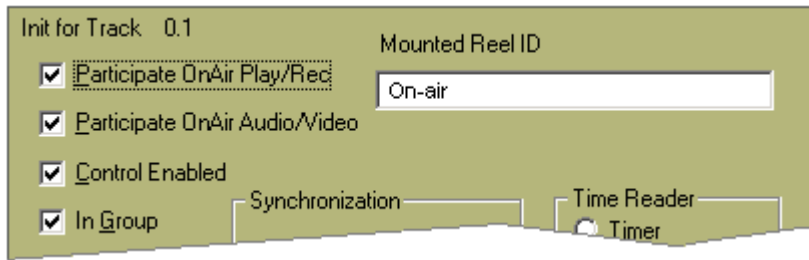 Init for Track 0.1
Mounted Reel ID
Participate OnAir Play/Rec
On-air
Participate OnAir Audio/Video
Control Enabled
Synchronization
Time Reader
In Group
Timer